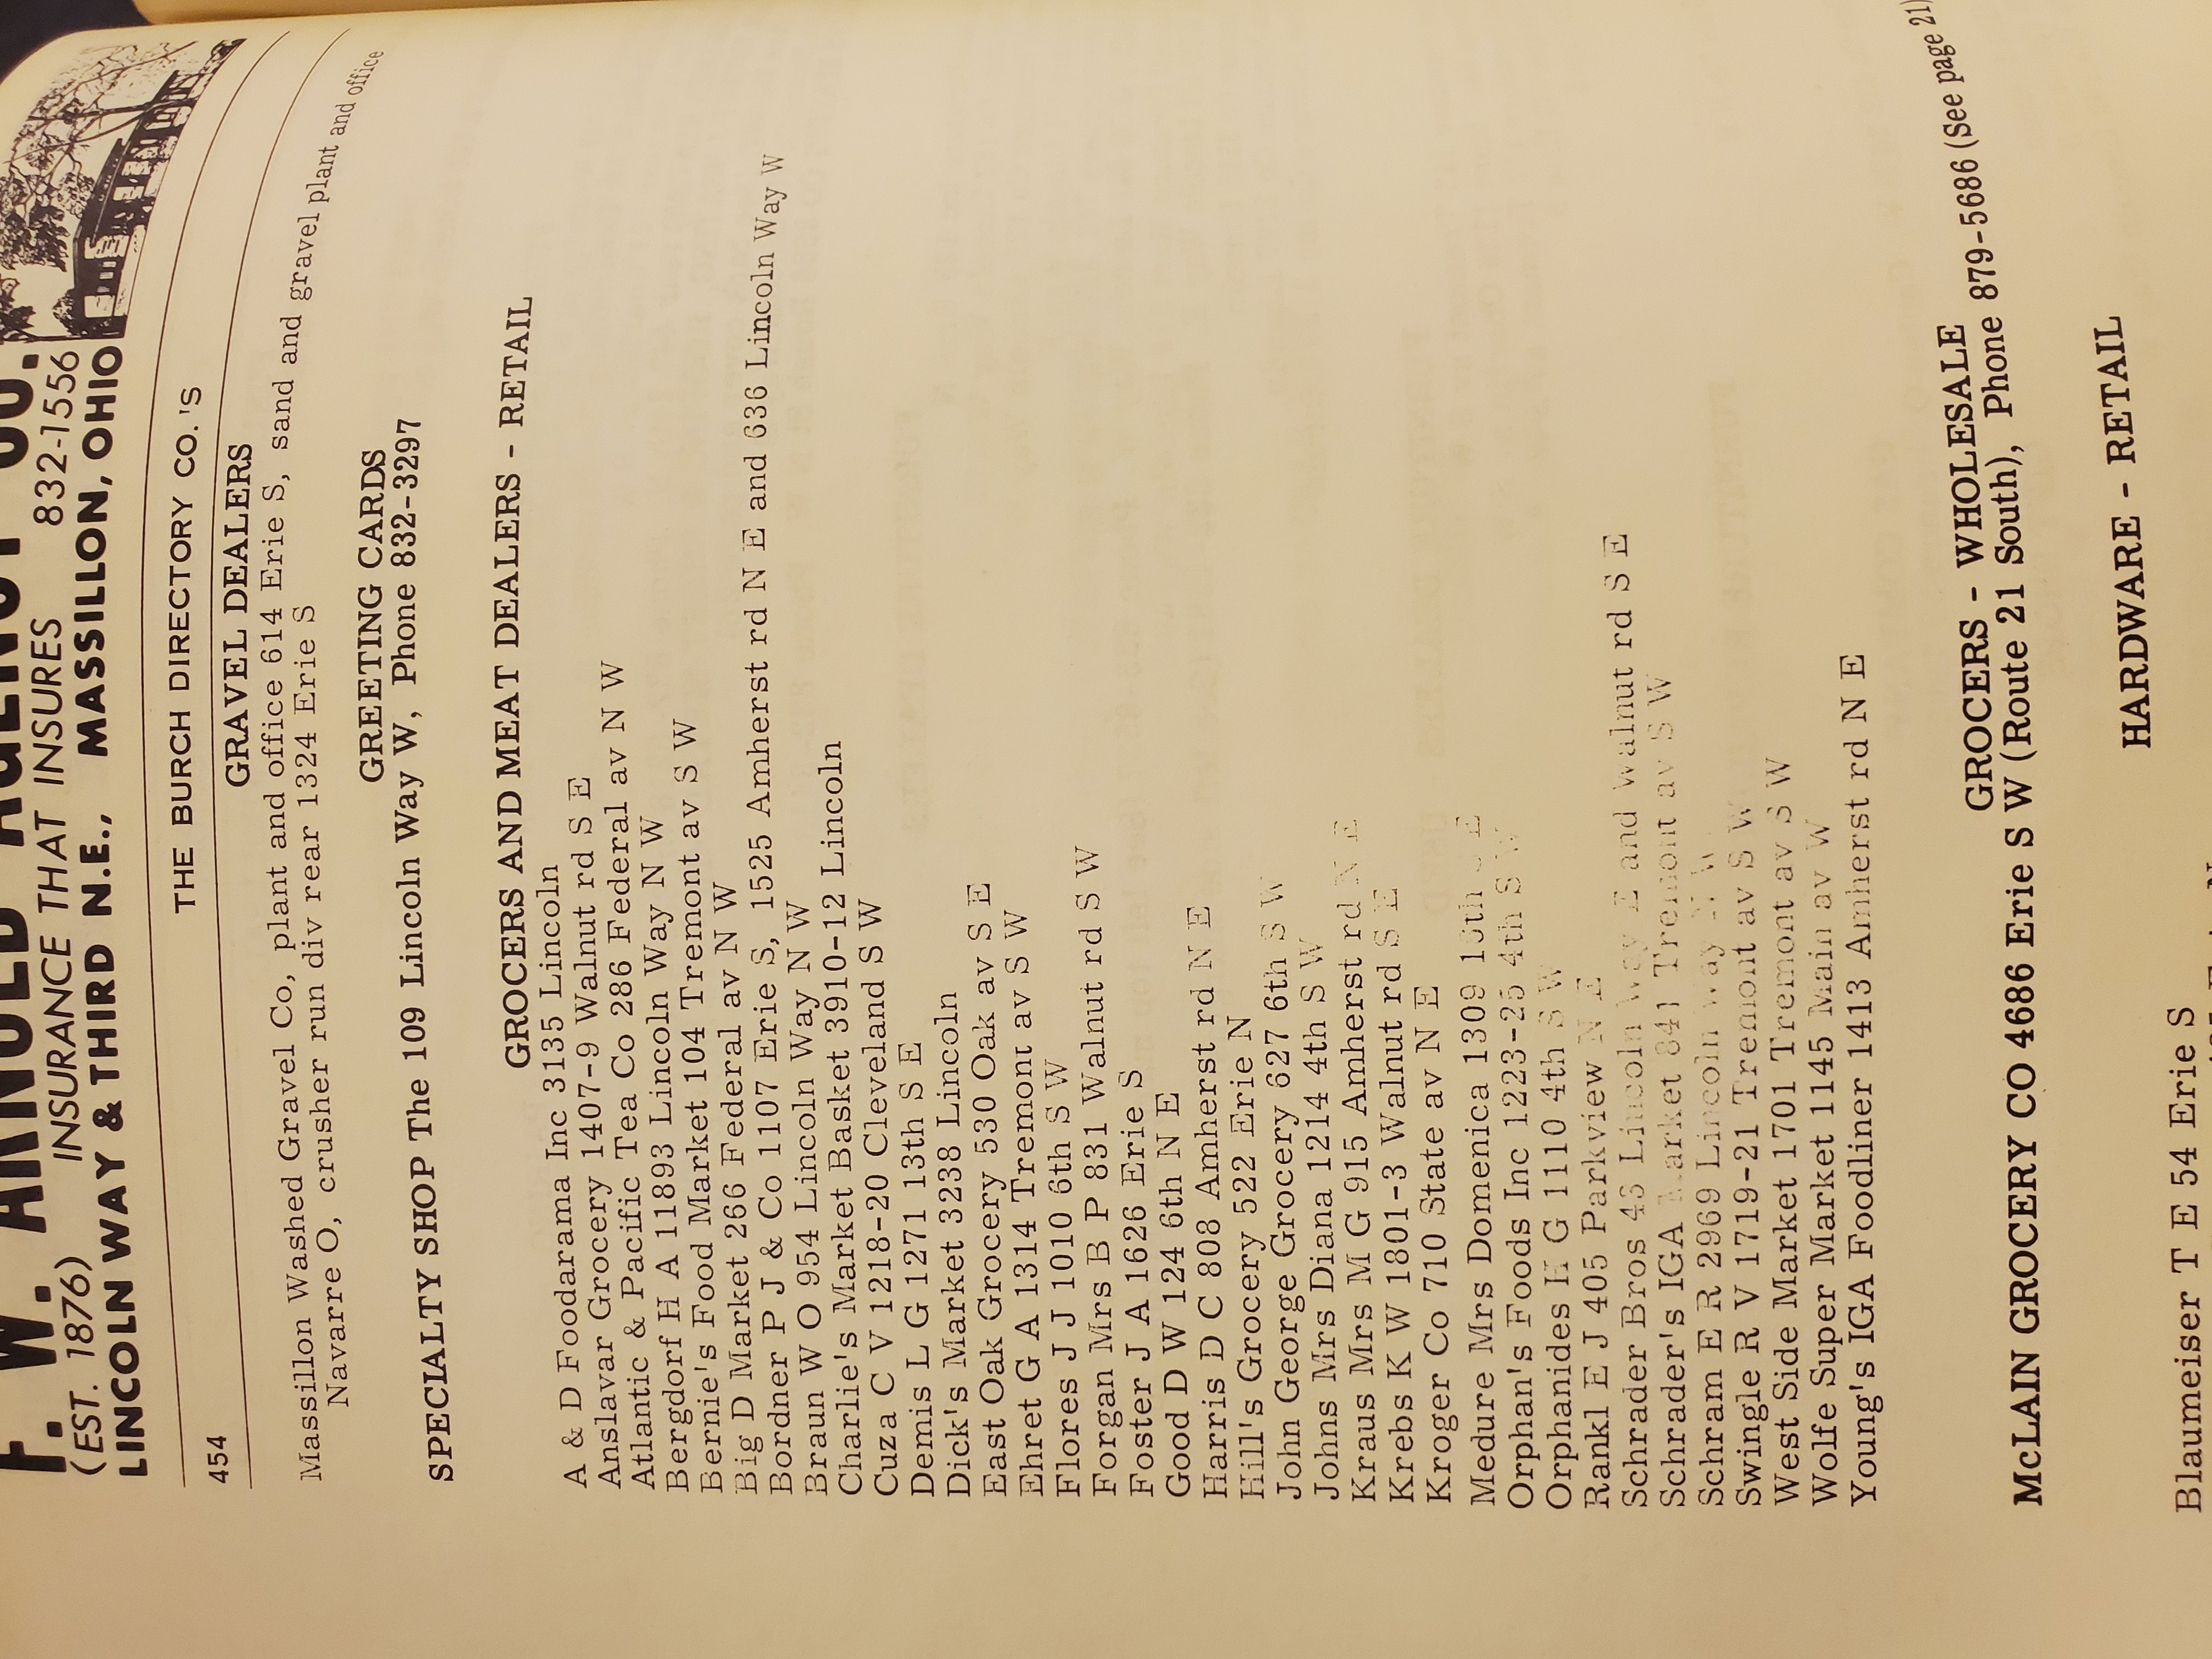 F. W. ARNOLD AGENCY CO.
(EST. 1876) INSURANCE THAT INSURES 832-1556
LINCOLN WAY & THIRD N.E., MASSILLON, OHIO
454 THE BURCH DIRECTORY CO.'S
GRAVEL DEALERS
Massillon Washed Gravel Co, plant and office 614 Erie S, sand and gravel plant and office
Navarre O, crusher run div rear 1324 Erie S
GREETING CARDS
SPECIALTY SHOP The 109 Lincoln Way W, Phone 832-3297
GROCERS AND MEAT DEALERS - RETAIL
A & D Foodarama Inc 3135 Lincoln
Anslavar Grocery 1407-9 Walnut rd S E
Atlantic & Pacific Tea Co 286 Federal av N W
Bergdorf H A 11893 Lincoln Way N W
Bernie's Food Market 104 Tremont av S W
Big D Market 266 Federal av N W
Bordner P J & Co 1107 Erie S, 1525 Amherst rd N E and 636 Lincoln Way W
Braun W O 954 Lincoln Way N W
Charlie's Market Basket 3910-12 Lincoln
Cuza C V 1218-20 Cleveland S W
Demis L G 1271 13th S E
Dick's Market 3238 Lincoln
East Oak Grocery 530 Oak av S E
Ehret G A 1314 Tremont av S W
Flores J J 1010 6th S W
Forgan Mrs B P 831 Walnut rd S W
Foster J A 1626 Erie S
Good D W 124 6th N E
Harris D C 808 Amherst rd N E
Hill's Grocery 522 Erie N
John George Grocery 627 6th S W
Johns Mrs Diana 1214 4th S W
Kraus Mrs M G 915 Amherst rd N E
Krebs K W 1801-3 Walnut rd S E
Kroger Co 710 State av N E
Medure Mrs Domenica 1309 E
Orphan's Foods Inc 1223-25 4th S W
Orphanides H G 1110 4th S W
Rankl E J 405 Parkview N E
Schrader Bros 43 Lincoln Way E and Walnut rd S E
Schrader's IGA Market 841 Tremont av S W
Schram E R 2969 Lincoln Way N W
Swingle R V 1719-21 Tremont av S W
West Side Market 1701 Tremont av S W
Wolfe Super Market 1145 Main av W
Young's IGA Foodliner 1413 Amherst rd N E
GROCERS - WHOLESALE
McLAIN GROCERY CO 4686 Erie S W (Route 21 South), Phone 879-5686 (See page 21)
HARDWARE - RETAIL
Blaumeiser T E 54 Erie S